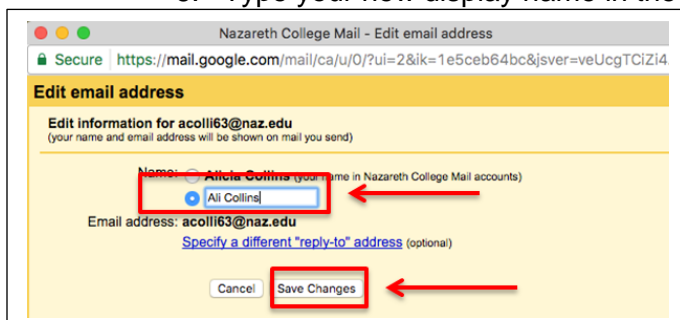 Type your new display name in the
Nazareth College Mail - Edit email address
Secure https://mail.google.com/mail/ca/u/0/?ui=2&ik=1e5ceb64bc&jsver=veUcgTCiZi4.
Edit email address
Edit information for acolli63@naz.edu
(your name and email address will be shown on mail you send)
Name: Alicia Collins (your name in Nazareth College Mail accounts)
Ali Collins
Email address: acolli63@naz.edu
Specify a different "reply-to" address (optional)
Cancel Save Changes